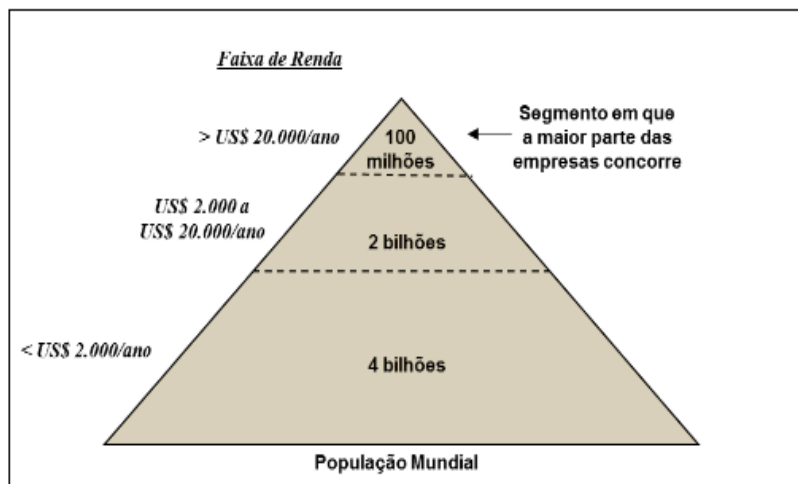 Faixa de Renda
> US$ 20.000/ano
100
milhões
Segmento em que
a maior parte das
empresas concorre
US$ 2.000 a
US$ 20.000/ano
2 bilhões
< US$ 2.000/ano
4 bilhões
População Mundial